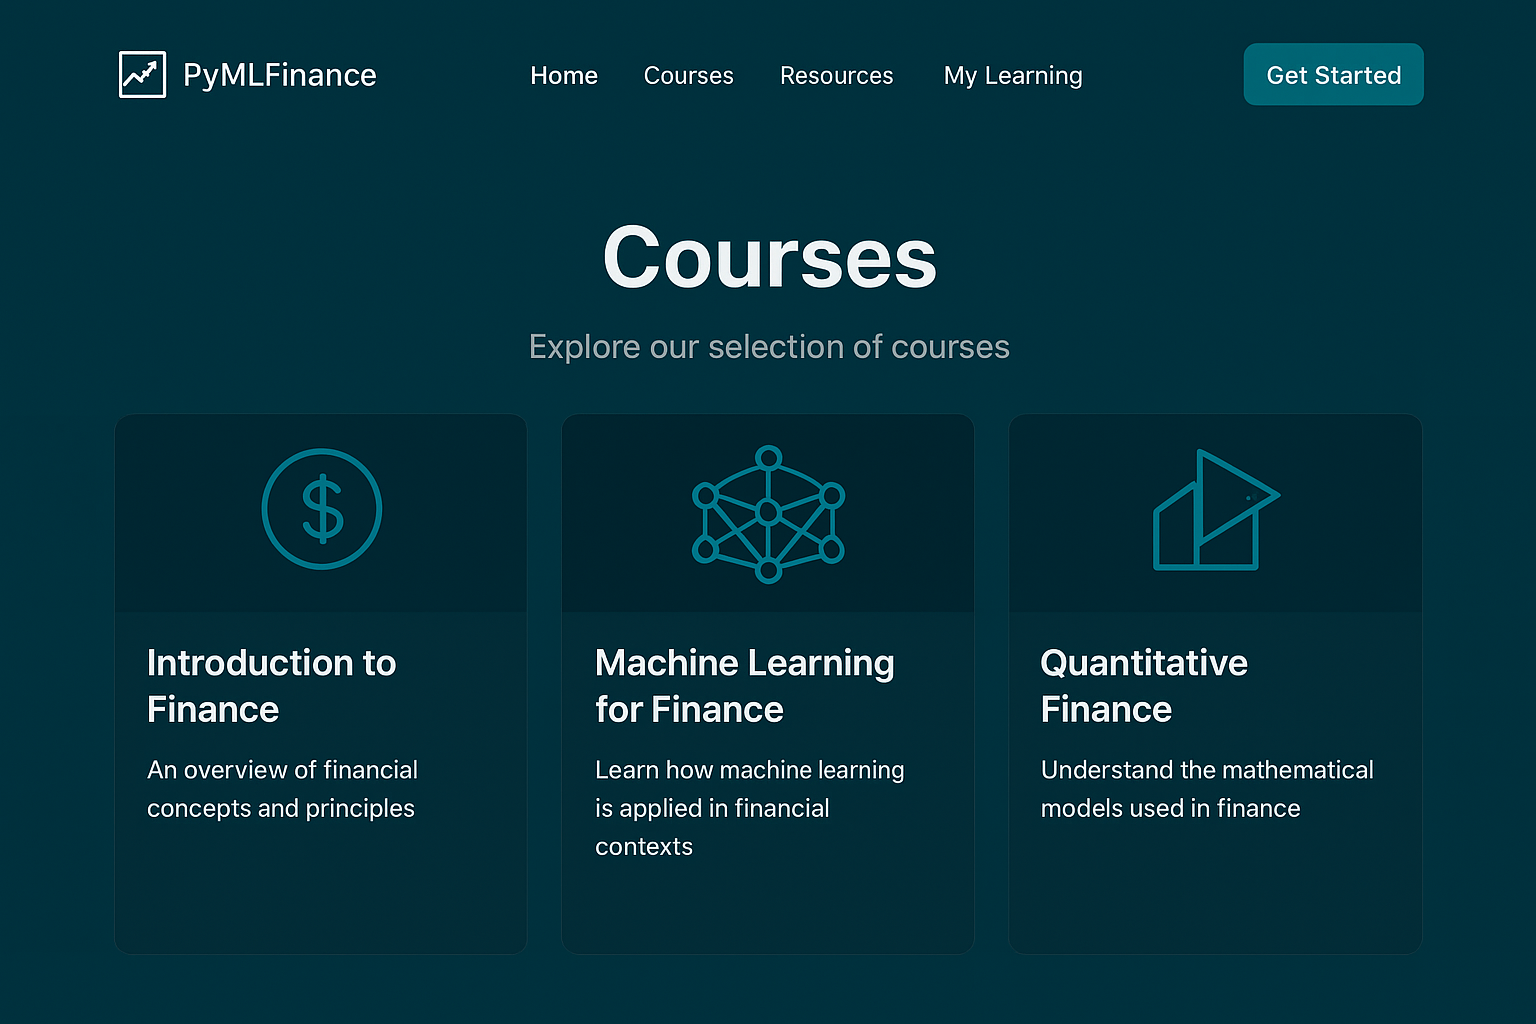 PyMLFinance
Home Courses Resources My Learning
Get Started
Courses
Explore our selection of courses
Introduction to
Finance
An overview of financial
concepts and principles
Machine Learning
for Finance
Learn how machine learning
is applied in financial
contexts
Quantitative
Finance
Understand the mathematical
models used in finance